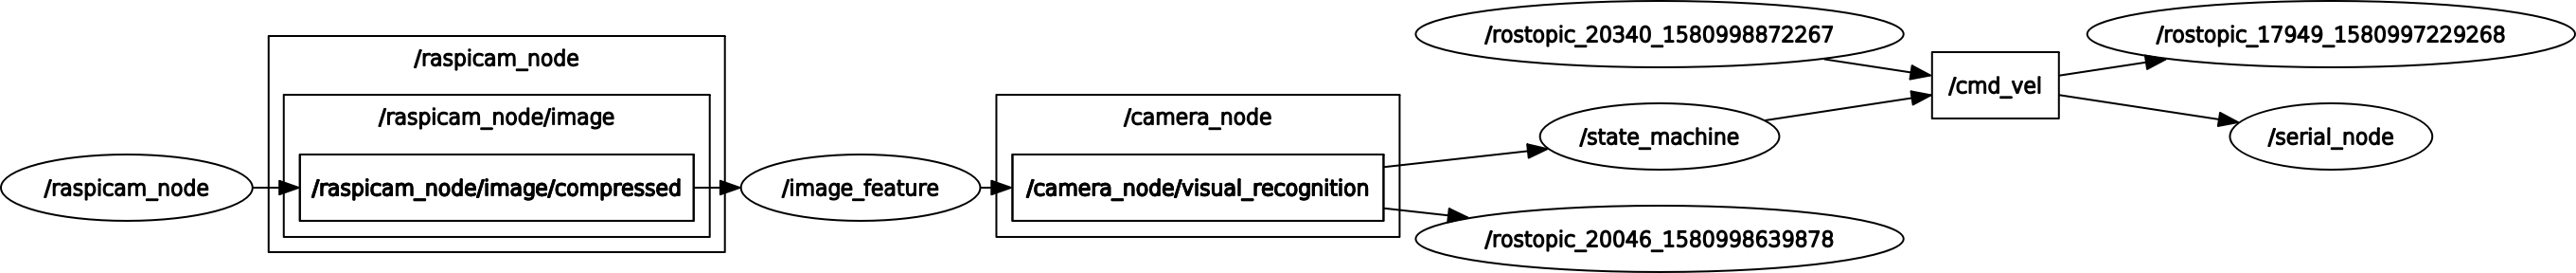 /raspicam_node
/raspicam_node
/raspicam_node/image
/raspicam_node/image/compressed
/image_feature
/camera_node
/camera_node/visual_recognition
/rostopic_20340_1580998872267
/state_machine
/rostopic_20046_1580998639878
/cmd_vel
/rostopic_17949_1580997229268
/serial_node